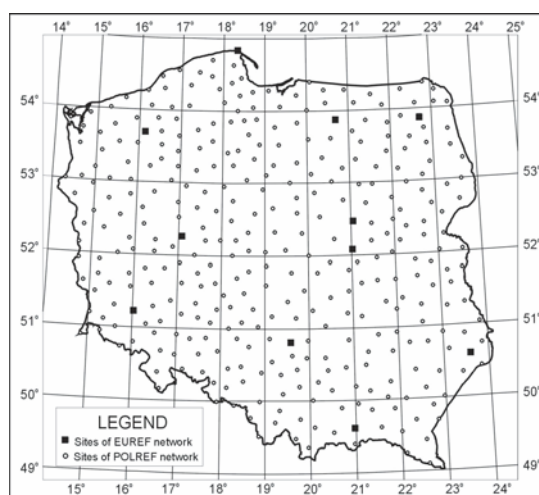 14° 15° 16° 17° 18° 19° 20° 21° 22° 23° 24° 25°
54° 54°
53° 53°
52° 52°
51° 51°
50° 50°
49° 49°
LEGEND
Sites of EUREF network
Sites of POLREF network
15° 16° 17° 18° 19° 20° 21° 22° 23° 24°